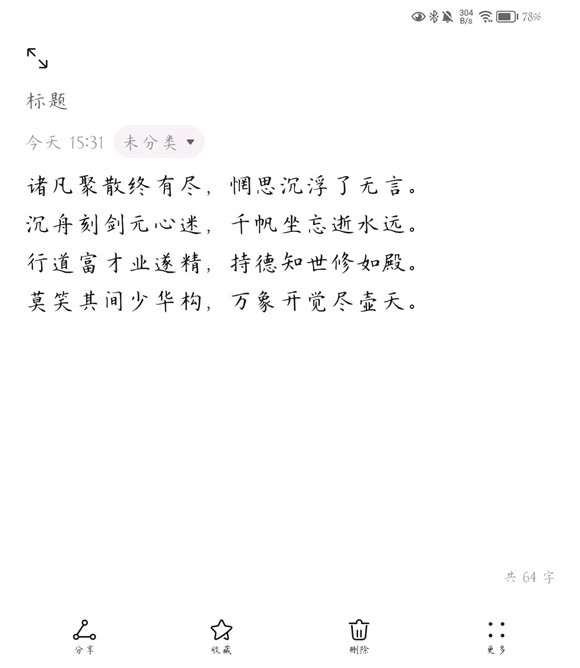 304
B/s
78%
标题
今天 15:31 未分类
诸凡聚散终有尽，惘思沉浮了无言。
沉舟刻剑元心迷，千帆坐忘逝水远。
行道富才业遂精，持德知世修如殿。
莫笑其间少华构，万象开觉尽壶天。
共 64 字
分享 收藏 删除 更多